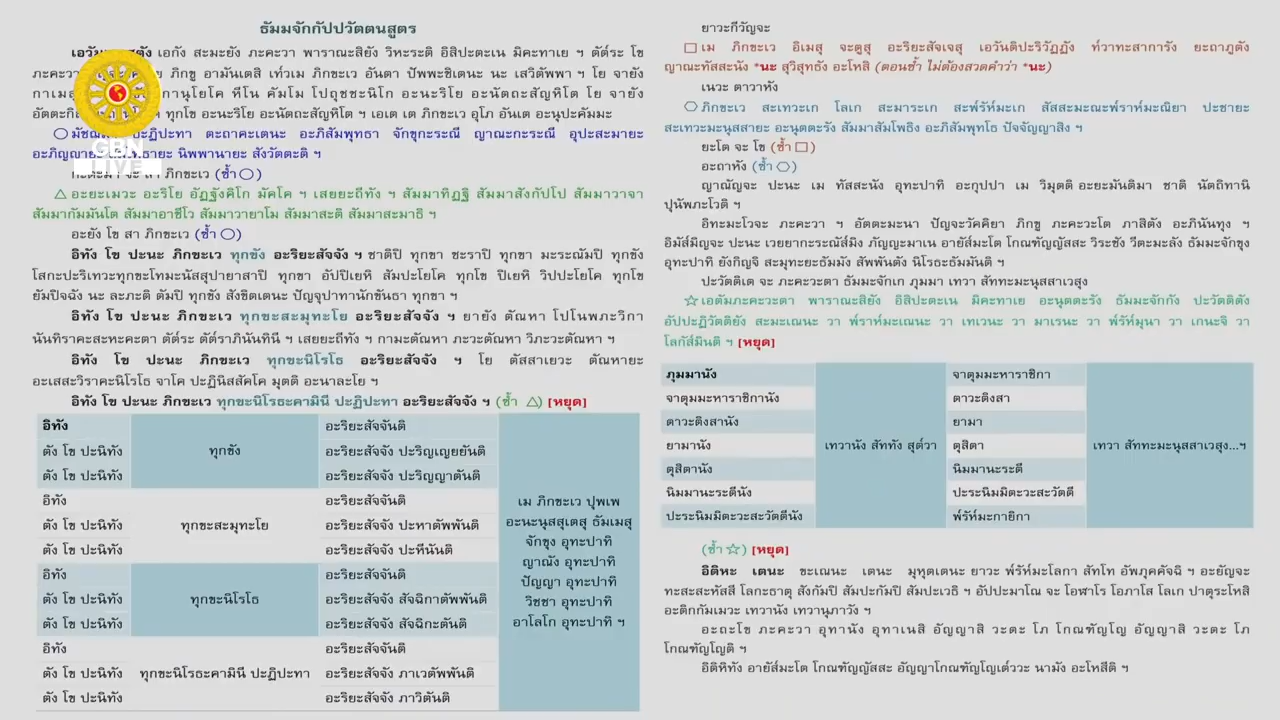 ธัมมจักกัปปวัตตนสูตร
เอกัง สะมะยัง ภะคะวา พาราณะสิยัง วิหะระติ อิสิปะตะเน มิคะทาเย ฯ ตัต์ระ โข
ภะคะวา ภิกขู อามันเตสิ เท๎วเม ภิกขะเว อันตา ปัพพะชิเตนะ นะ เสวิตัพพา ฯ โย จายัง
กาเมสุ กานุโยโค หีโน คัมโม โปถุชชะนิโก อะนะริโย อะนัตถะสัญหิโต โย จายัง
อัตตะกิ ทุกโข อะนะริโย อะนัตถะสัญหิโต ฯ เอเต เต ภิกขะเว อุโภ อันเต อะนุปะคัมมะ
○ มัชฌิมา ปะฏิปะทา ตะถาคะเตนะ อะภิสัมพุทธา จักขุกะระณี ญาณะกะระณี อุปะสะมายะ
อะภิญญายะ สัมโพธายะ นิพพานายะ สังวัตตะติ ฯ
กะตะมา จะ สา ภิกขะเว (ซ้ำ ○)
△ อะยะเมวะ อะริโย อัฏฐังคิโก มัคโค ฯ เสยยะถีทัง ฯ สัมมาทิฏฐิ สัมมาสังกัปโป สัมมาวาจา
สัมมากัมมันโต สัมมาอาชีโว สัมมาวายาโม สัมมาสะติ สัมมาสะมาธิ ฯ
อะยัง โข สา ภิกขะเว (ซ้ำ ○)
อิทัง โข ปะนะ ภิกขะเว ทุกขัง อะริยะสัจจัง ฯ ชาติปิ ทุกขา ชะราปิ ทุกขา มะระณัมปิ ทุกขัง
โสกะปะริเทวะทุกขะโทมะนัสสุปายาสาปิ ทุกขา อัปปิเยหิ สัมปะโยโค ทุกโข ปิเยหิ วิปปะโยโค ทุกโข
ยัมปิจฉัง นะ ละภะติ ตัมปิ ทุกขัง สังขิตเตนะ ปัญจุปาทานักขันธา ทุกขา ฯ
อิทัง โข ปะนะ ภิกขะเว ทุกขะสะมุทะโย อะริยะสัจจัง ฯ ยายัง ตัณหา โปโนพภะวิกา
นันทิราคะสะหะคะตา ตัต์ระ ตัต์ราภินันทินี ฯ เสยยะถีทัง ฯ กามะตัณหา ภะวะตัณหา วิภะวะตัณหา ฯ
อิทัง โข ปะนะ ภิกขะเว ทุกขะนิโรโธ อะริยะสัจจัง ฯ โย ตัสสาเยวะ ตัณหายะ
อะเสสะวิราคะนิโรโธ จาโค ปะฏินิสสัคโค มุตติ อะนาละโย ฯ
อิทัง โข ปะนะ ภิกขะเว ทุกขะนิโรธะคามินี ปะฏิปะทา อะริยะสัจจัง ฯ (ซ้ำ △) [หยุด]
อิทัง
ตัง โข ปะนิทัง
ตัง โข ปะนิทัง
ทุกขัง
อะริยะสัจจันติ
อะริยะสัจจัง ปะริญเญยยันติ
อะริยะสัจจัง ปะริญญาตันติ
อิทัง
ตัง โข ปะนิทัง
ตัง โข ปะนิทัง
ทุกขะสะมุทะโย
อะริยะสัจจันติ
อะริยะสัจจัง ปะหาตัพพันติ
อะริยะสัจจัง ปะหีนันติ
อิทัง
ตัง โข ปะนิทัง
ตัง โข ปะนิทัง
ทุกขะนิโรโธ
อะริยะสัจจันติ
อะริยะสัจจัง สัจฉิกาตัพพันติ
อะริยะสัจจัง สัจฉิกะตันติ
อิทัง
ตัง โข ปะนิทัง
ตัง โข ปะนิทัง
ทุกขะนิโรธะคามินี ปะฏิปะทา
อะริยะสัจจันติ
อะริยะสัจจัง ภาเวตัพพันติ
อะริยะสัจจัง ภาวิตันติ
เม ภิกขะเว ปุพเพ
อะนะนุสสุเตสุ ธัมเมสุ
จักขุง อุทะปาทิ
ญาณัง อุทะปาทิ
ปัญญา อุทะปาทิ
วิชชา อุทะปาทิ
อาโลโก อุทะปาทิ ฯ
ยาวะกีวัญจะ
□ เม ภิกขะเว อิเมสุ จะตูสุ อะริยะสัจเจสุ เอวันติปะริวัฏฏัง ท์วาทะสาการัง ยะถาภูตัง
ญาณะทัสสะนัง *นะ สุวิสุทธัง อะโหสิ (ตอนซ้ำ ไม่ต้องสวดคำว่า *นะ)
เนวะ ตาวาหัง
⬡ ภิกขะเว สะเทวะเก โลเก สะมาระเก สะพ์รัห์มะเก สัสสะมะณะพ์ราห์มะณิยา ปะชายะ
สะเทวะมะนุสสายะ อะนุตตะรัง สัมมาสัมโพธิง อะภิสัมพุทโธ ปัจจัญญาสิง ฯ
ยะโต จะ โข (ซ้ำ □)
อะถาหัง (ซ้ำ ⬡)
ญาณัญจะ ปะนะ เม ทัสสะนัง อุทะปาทิ อะกุปปา เม วิมุตติ อะยะมันติมา ชาติ นัตถิทานิ
ปุนัพภะโวติ ฯ
อิทะมะโวจะ ภะคะวา ฯ อัตตะมะนา ปัญจะวัคคิยา ภิกขู ภะคะวะโต ภาสิตัง อะภินันทุง ฯ
อิมัส์มิญจะ ปะนะ เวยยากะระณัส์มิง ภัญญะมาเน อายัส์มะโต โกณฑัญญัสสะ วิระชัง วีตะมะลัง ธัมมะจักขุง
อุทะปาทิ ยังกิญจิ สะมุทะยะธัมมัง สัพพันตัง นิโรธะธัมมันติ ฯ
ปะวัตติเต จะ ภะคะวะตา ธัมมะจักเก ภุมมา เทวา สัททะมะนุสสาเวสุง
☆ เอตัมภะคะวะตา พาราณะสิยัง อิสิปะตะเน มิคะทาเย อะนุตตะรัง ธัมมะจักกัง ปะวัตติตัง
อัปปะฏิวัตติยัง สะมะเณนะ วา พ์ราห์มะเณนะ วา เทเวนะ วา มาเรนะ วา พ์รัห์มุนา วา เกนะจิ วา
โลกัส์มินติ ฯ [หยุด]
ภุมมานัง
จาตุมมะหาราชิกานัง
ตาวะติงสานัง
ยามานัง
ตุสิตานัง
นิมมานะระตีนัง
ปะระนิมมิตะวะสะวัตตีนัง
เทวานัง สัททัง สุต์วา
จาตุมมะหาราชิกา
ตาวะติงสา
ยามา
ตุสิตา
นิมมานะระตี
ปะระนิมมิตะวะสะวัตตี
พ์รัห์มะกายิกา
เทวา สัททะมะนุสสาเวสุง...ฯ
(ซ้ำ ☆) [หยุด]
อิติหะ เตนะ ขะเณนะ เตนะ มุหุตเตนะ ยาวะ พ์รัห์มะโลกา สัทโท อัพภุคคัจฉิ ฯ อะยัญจะ
ทะสะสะหัสสี โลกะธาตุ สังกัมปิ สัมปะกัมปิ สัมปะเวธิ ฯ อัปปะมาโณ จะ โอฬาโร โอภาโส โลเก ปาตุระโหสิ
อะติกกัมเมวะ เทวานัง เทวานุภาวัง ฯ
อะถะโข ภะคะวา อุทานัง อุทาเนสิ อัญญาสิ วะตะ โภ โกณฑัญโญ อัญญาสิ วะตะ โภ
โกณฑัญโญติ ฯ
อิติหิทัง อายัส์มะโต โกณฑัญญัสสะ อัญญาโกณฑัญโญเต๎ววะ นามัง อะโหสีติ ฯ
GBN
LIVE